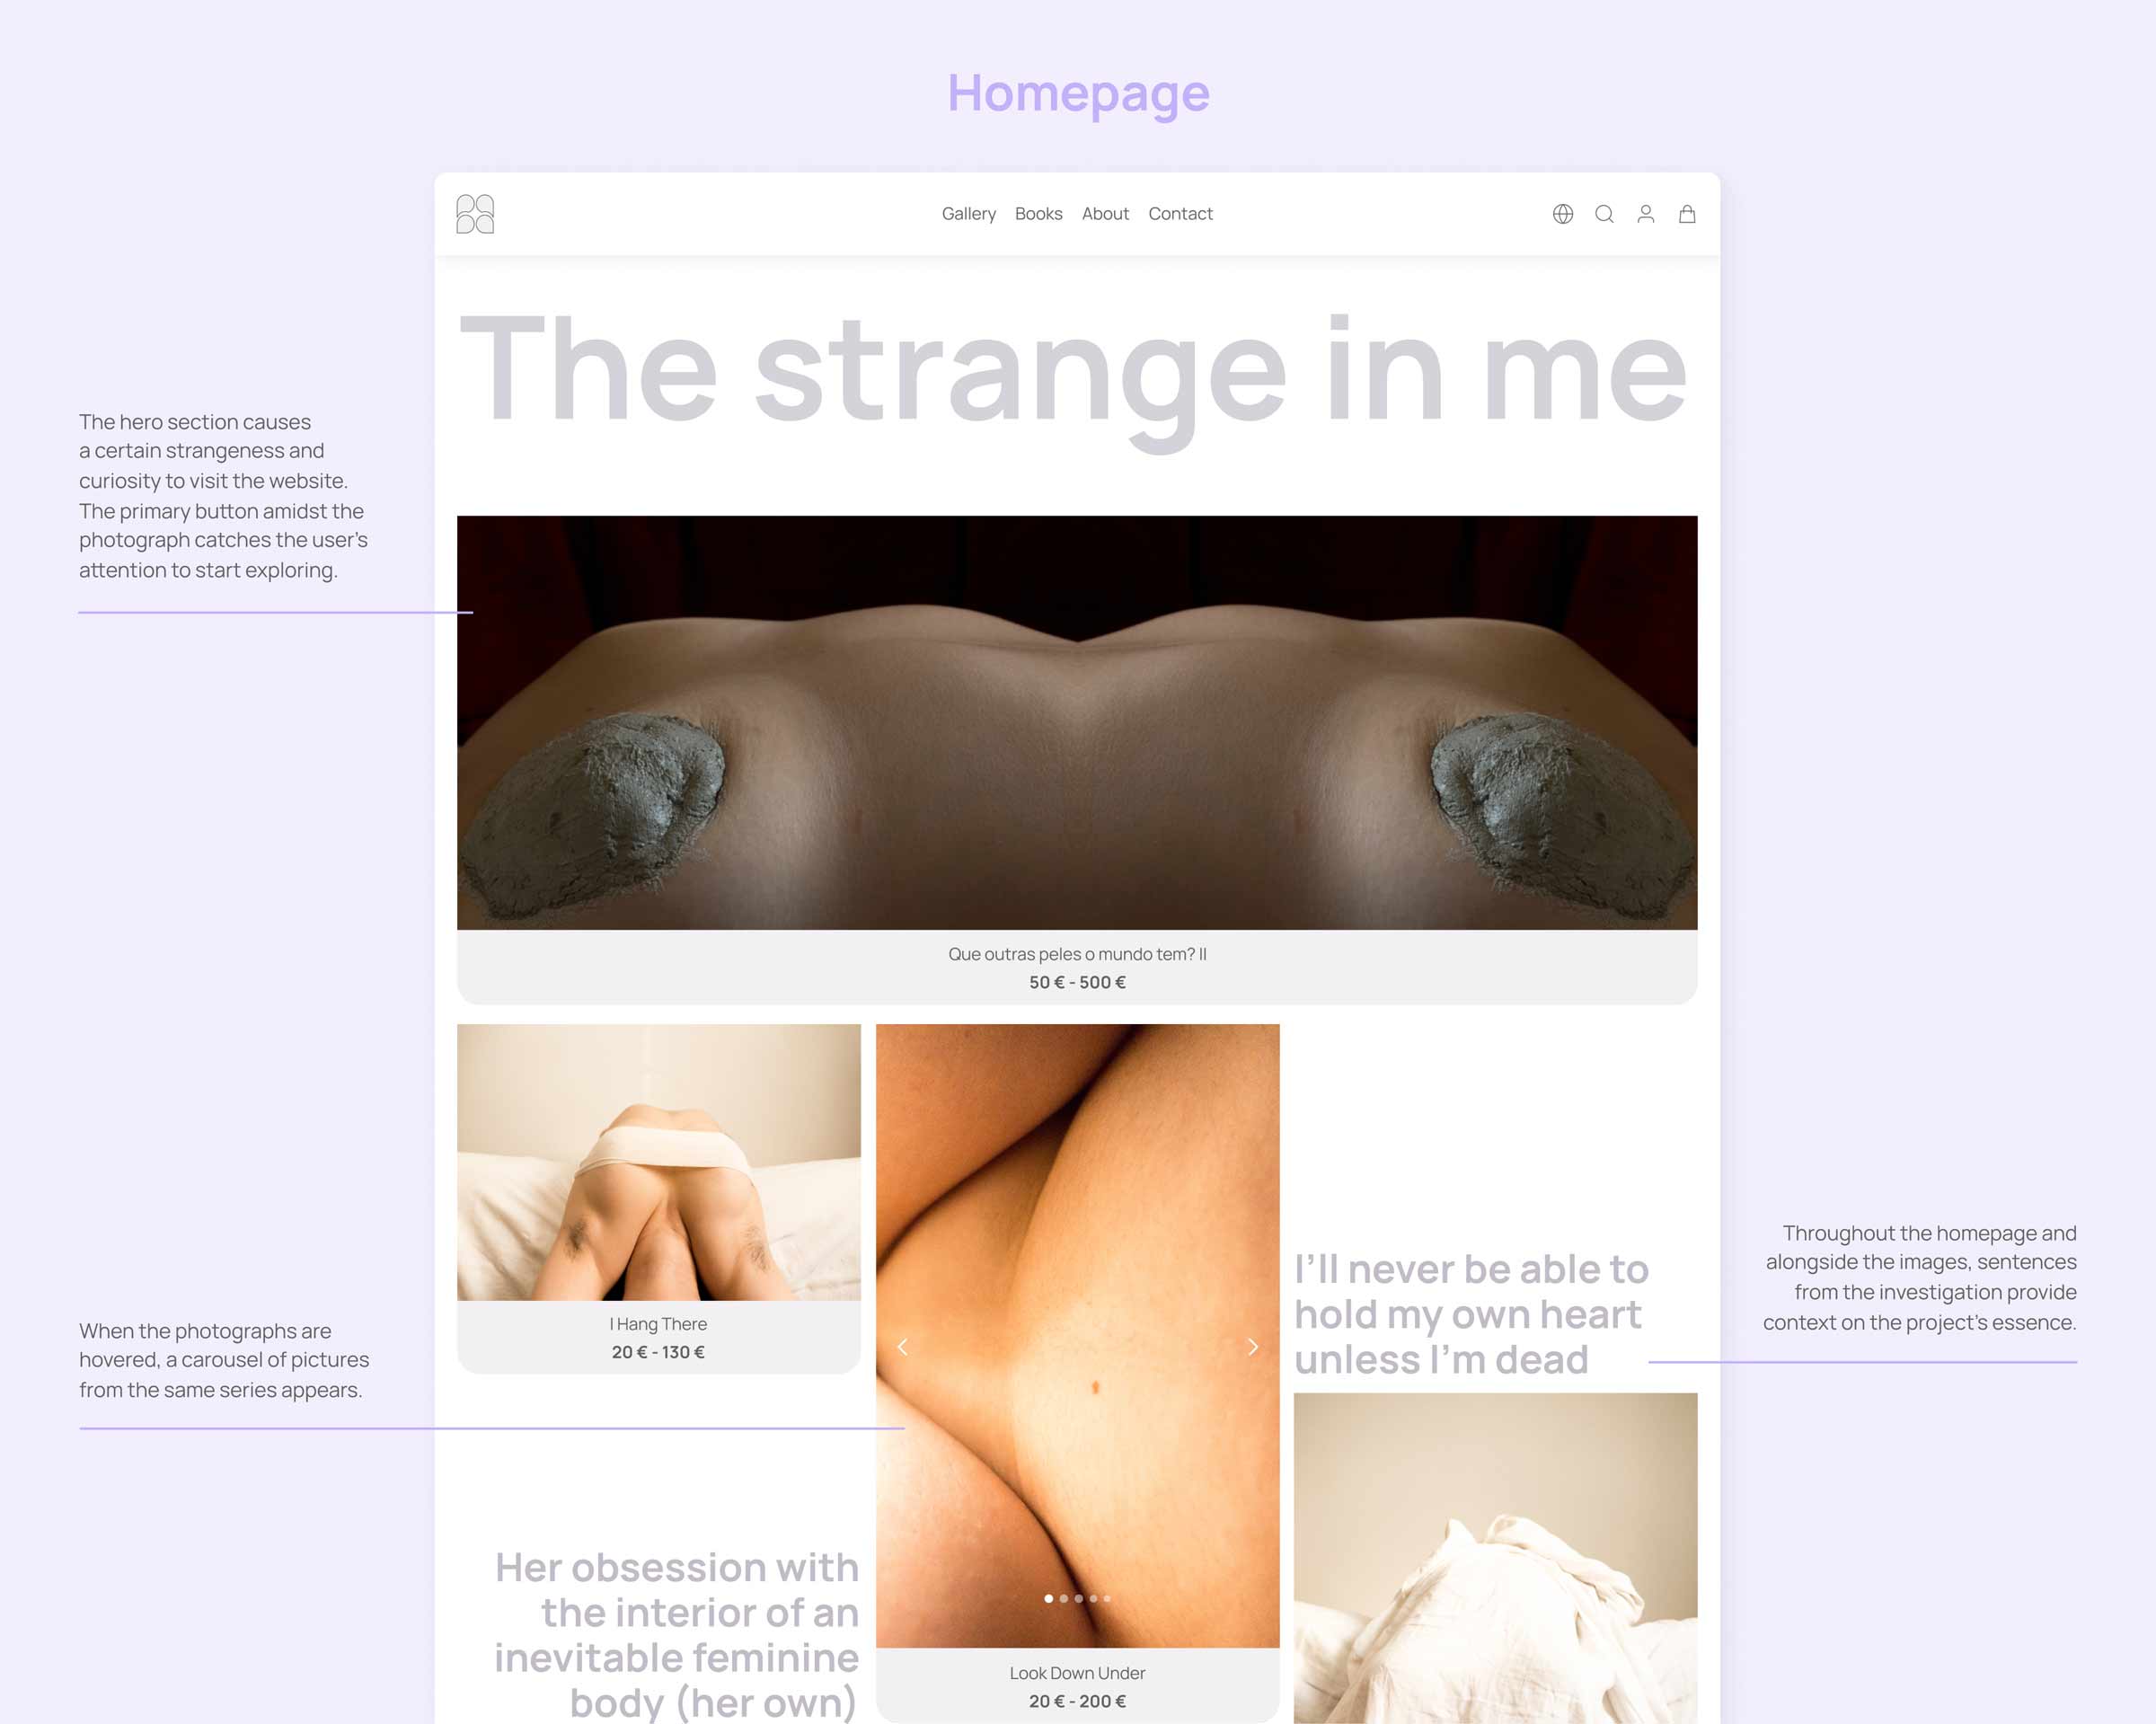 Homepage
Gallery Books About Contact
The strange in me
The hero section causes
a certain strangeness and
curiosity to visit the website.
The primary button amidst the
photograph catches the user's
attention to start exploring.
Que outras peles o mundo tem? II
50 € - 500 €
I Hang There
20 € - 130 €
When the photographs are
hovered, a carousel of pictures
from the same series appears.
Her obsession with
the interior of an
inevitable feminine
body (her own)
Look Down Under
20 € - 200 €
I'll never be able to
hold my own heart
unless I'm dead
Throughout the homepage and
alongside the images, sentences
from the investigation provide
context on the project's essence.